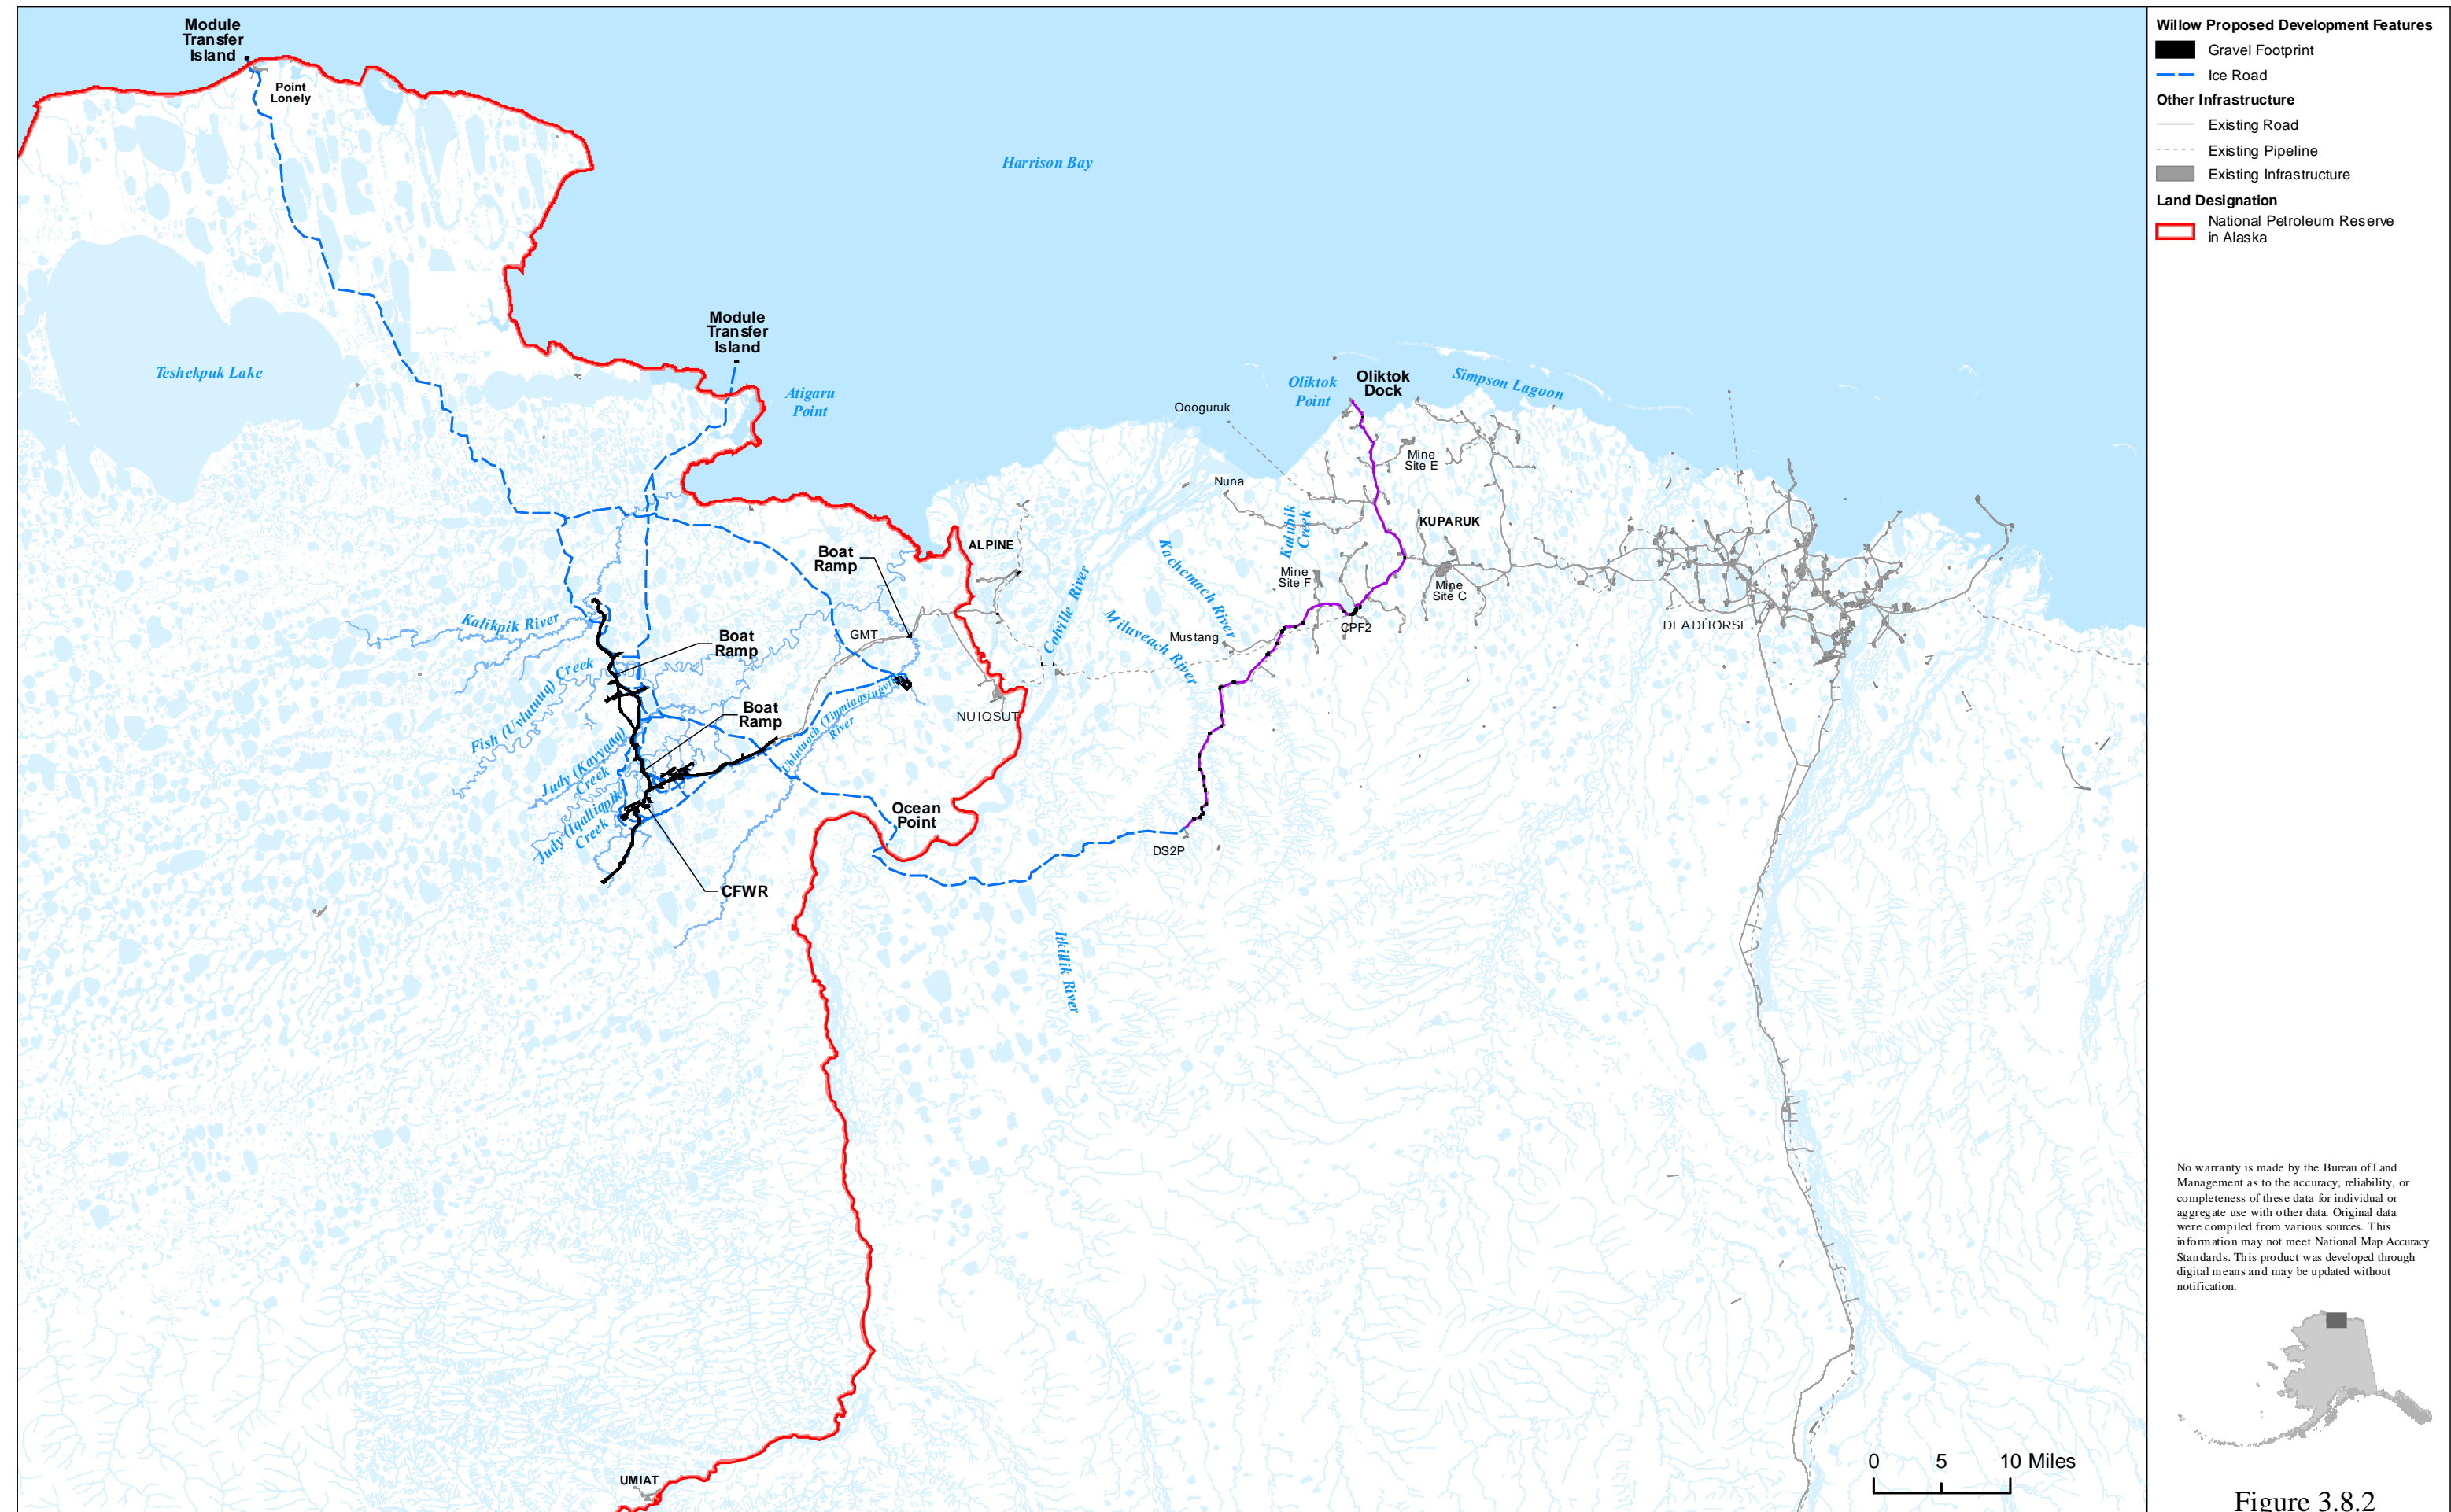 Module
Transfer
Island
Point
Lonely
Harrison Bay
Teshekpuk Lake
Module
Transfer
Island
Atigaru
Point
Oliktok
Point
Oliktok
Dock
Simpson Lagoon
Oooguruk
Mine
Site E
Nuna
Kalubik
Creek
KUPARUK
ALPINE
Boat
Ramp
Colville River
Kachemach River
Miluveach River
Mine
Site F
Mine
Site C
Kalikpik River
Boat
Ramp
GMT
Mustang
CPF2
DEADHORSE
Fish (Uvlutuuq) Creek
Boat
Ramp
Ublutuoch (Tiŋmiaqsiuġvik)
River
NUIQSUT
Judy (Kayyaaq)
Creek
Judy (Iqalliqpik)
Creek
Ocean
Point
DS2P
CFWR
Itkillik River
UMIAT
0 5 10 Miles
Willow Proposed Development Features
Gravel Footprint
Ice Road
Other Infrastructure
Existing Road
Existing Pipeline
Existing Infrastructure
Land Designation
National Petroleum Reserve
in Alaska
No warranty is made by the Bureau of Land
Management as to the accuracy, reliability, or
completeness of these data for individual or
aggregate use with other data. Original data
were compiled from various sources. This
information may not meet National Map Accuracy
Standards. This product was developed through
digital means and may be updated without
notification.
Figure 3.8.2